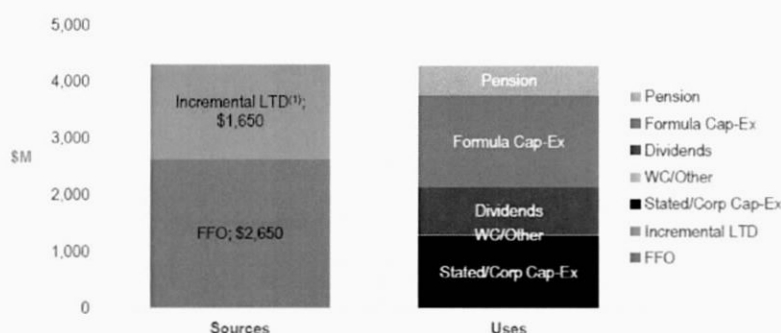 5,000
4,000
3,000
$M
2,000
1,000
0
Incremental LTD(1);
$1,650
FFO; $2,650
Sources
Pension
Formula Cap-Ex
Dividends
WC/Other
Stated/Corp Cap-Ex
Uses
Pension
Formula Cap-Ex
Dividends
WC/Other
Stated/Corp Cap-Ex
Incremental LTD
FFO